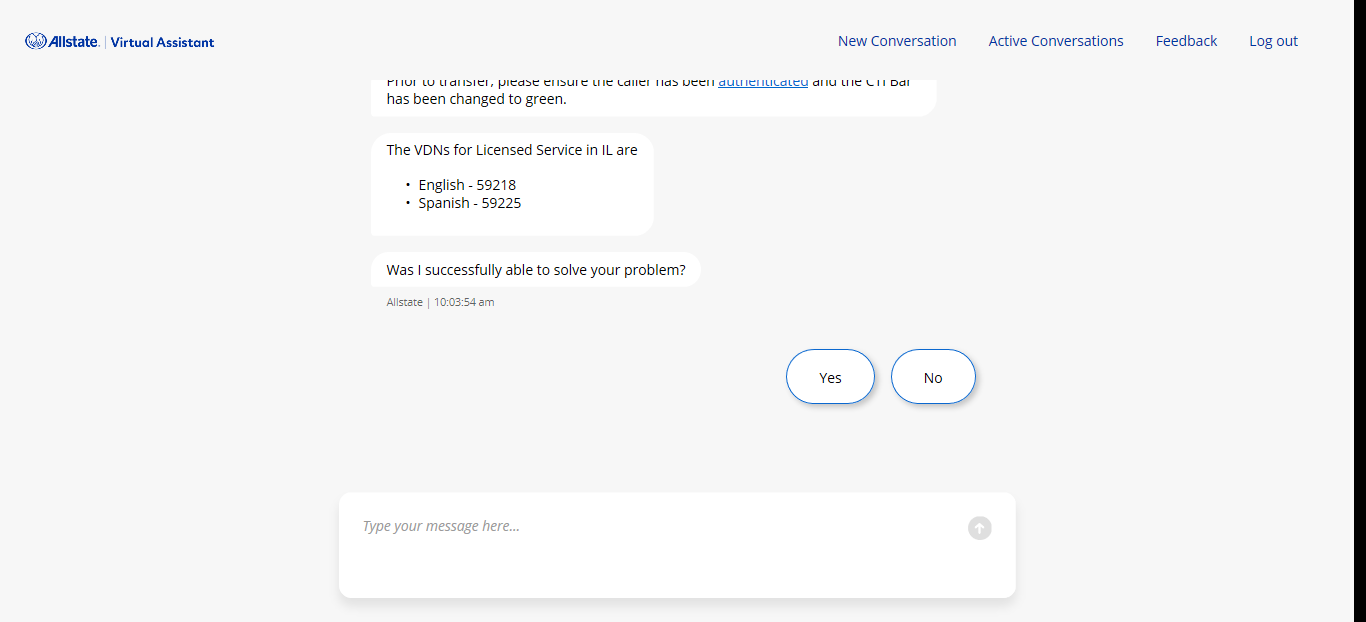 Allstate. | Virtual Assistant
New Conversation Active Conversations Feedback Log out
Prior to transfer, please ensure the caller has been authenticated and the CTI Bar
has been changed to green.
The VDNs for Licensed Service in IL are
• English - 59218
• Spanish - 59225
Was I successfully able to solve your problem?
Allstate | 10:03:54 am
Yes No
Type your message here...